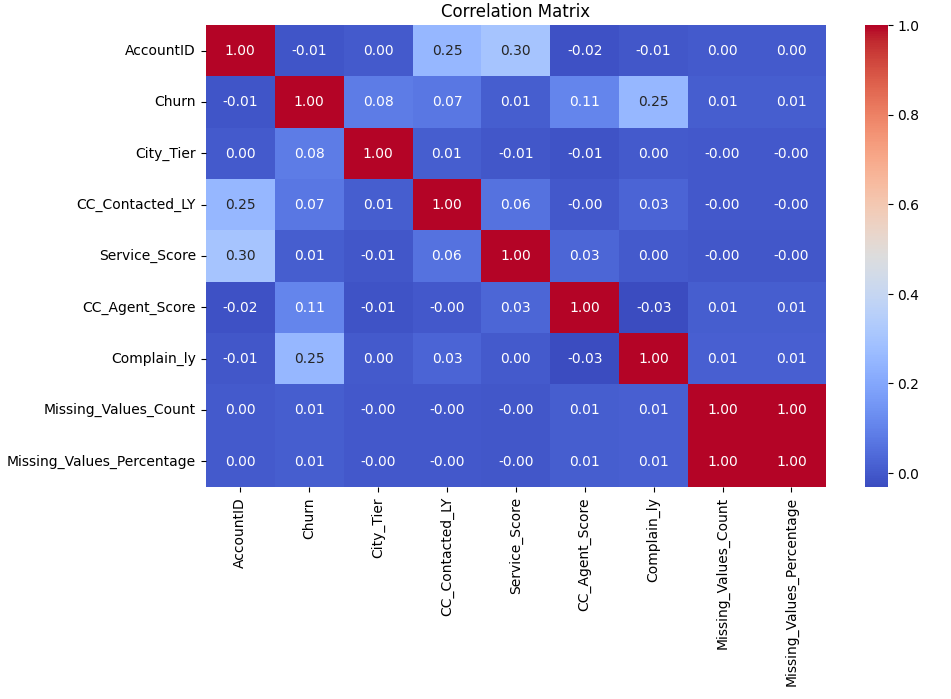 Correlation Matrix
AccountID 1.00 -0.01 0.00 0.25 0.30 -0.02 -0.01 0.00 0.00
Churn -0.01 1.00 0.08 0.07 0.01 0.11 0.25 0.01 0.01
City_Tier 0.00 0.08 1.00 0.01 -0.01 -0.01 0.00 -0.00 -0.00
CC_Contacted_LY 0.25 0.07 0.01 1.00 0.06 -0.00 0.03 -0.00 -0.00
Service_Score 0.30 0.01 -0.01 0.06 1.00 0.03 0.00 -0.00 -0.00
CC_Agent_Score -0.02 0.11 -0.01 -0.00 0.03 1.00 -0.03 0.01 0.01
Complain_ly -0.01 0.25 0.00 0.03 0.00 -0.03 1.00 0.01 0.01
Missing_Values_Count 0.00 0.01 -0.00 -0.00 -0.00 0.01 0.01 1.00 1.00
Missing_Values_Percentage 0.00 0.01 -0.00 -0.00 -0.00 0.01 0.01 1.00 1.00
AccountID
Churn
City_Tier
CC_Contacted_LY
Service_Score
CC_Agent_Score
Complain_ly
Missing_Values_Count
Missing_Values_Percentage
1.0
0.8
0.6
0.4
0.2
0.0